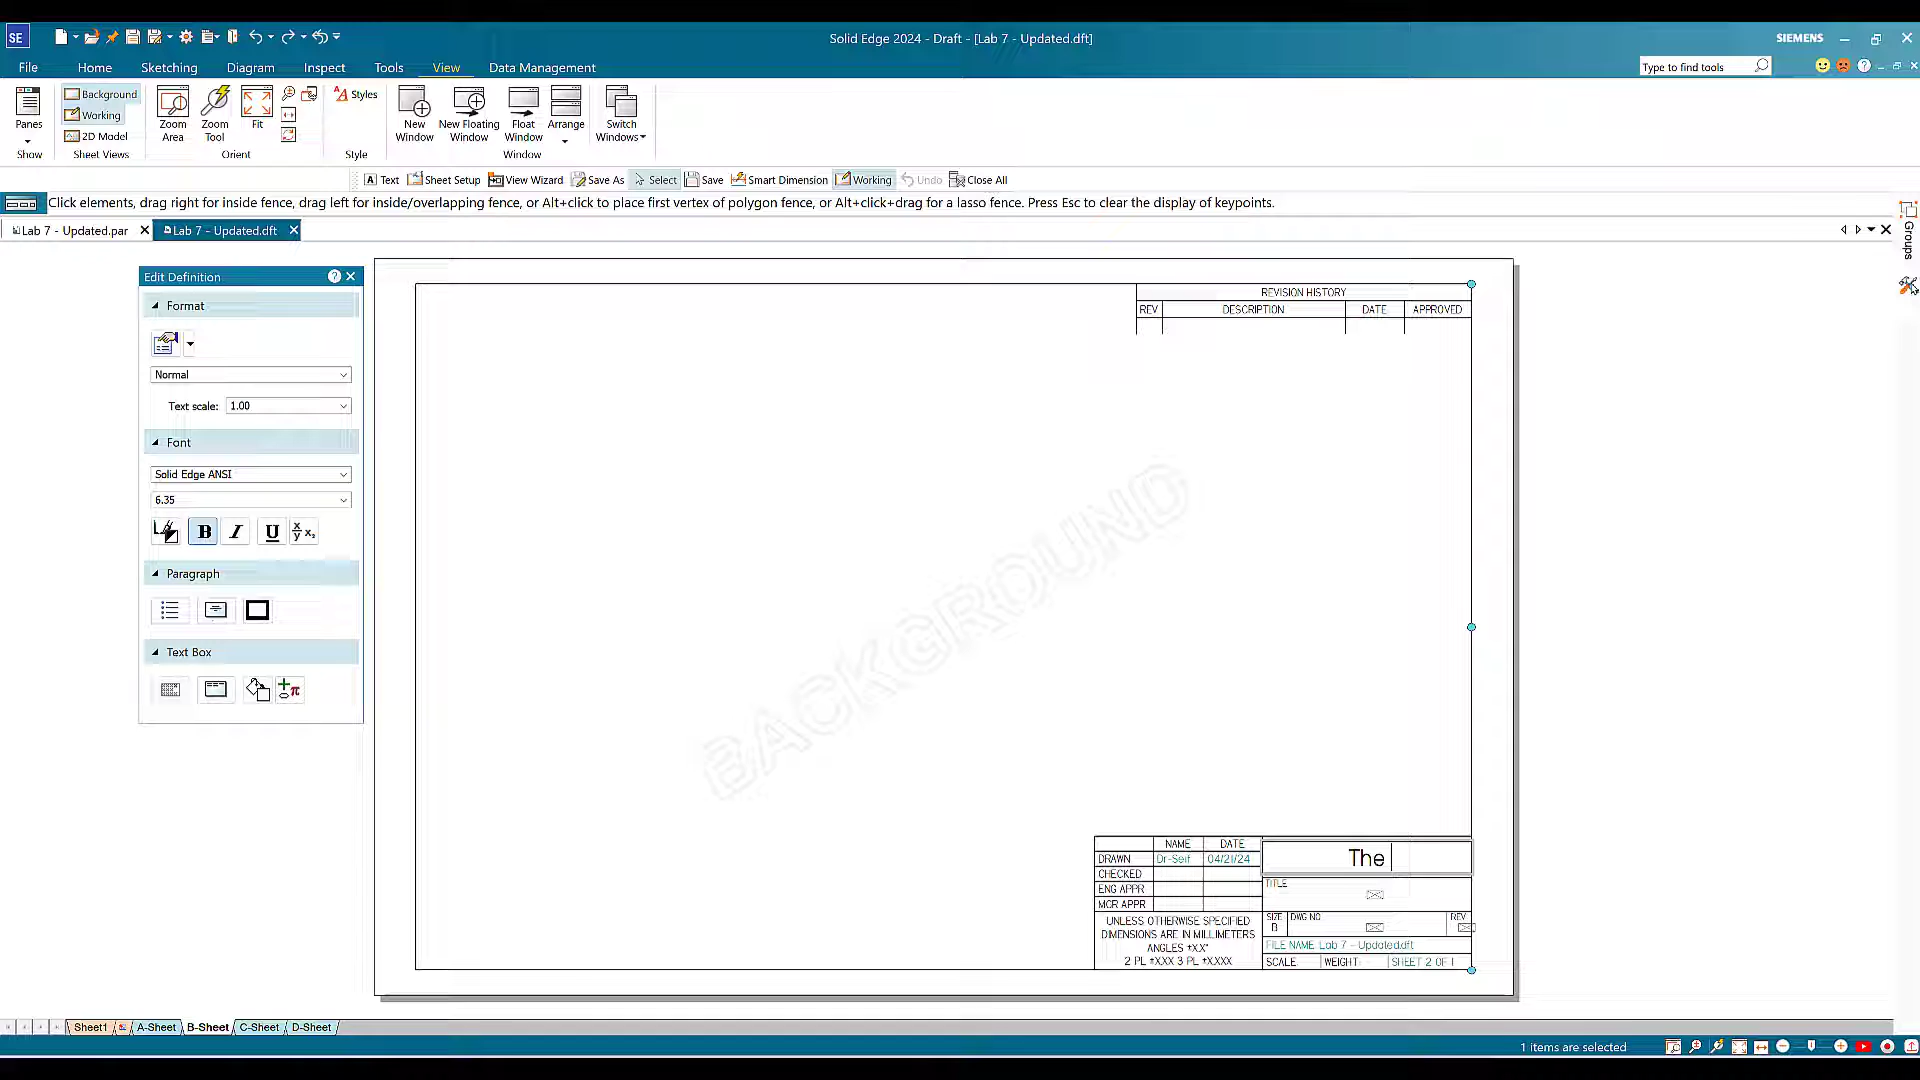 SE
Solid Edge 2024 - Draft - [Lab 7 - Updated.dft]
SIEMENS
File Home Sketching Diagram Inspect Tools View Data Management
Type to find tools
Panes
Show
Background
Working
2D Model
Sheet Views
Zoom Area
Zoom Tool
Fit
Orient
Styles
Style
New Window
New Floating Window
Float Window
Arrange
Window
Switch Windows
Text Sheet Setup View Wizard Save As Select Save Smart Dimension Working Undo Close All
Click elements, drag right for inside fence, drag left for inside/overlapping fence, or Alt+click to place first vertex of polygon fence, or Alt+click+drag for a lasso fence. Press Esc to clear the display of keypoints.
Lab 7 - Updated.par
Lab 7 - Updated.dft
Groups
Edit Definition
Format
Normal
Text scale: 1.00
Font
Solid Edge ANSI
6.35
B I U x/y x₂
Paragraph
Text Box
REVISION HISTORY
REV DESCRIPTION DATE APPROVED
BACKGROUND
NAME DATE
DRAWN Dr-Seif 04/21/24
CHECKED
ENG APPR
MGR APPR
The
TITLE
UNLESS OTHERWISE SPECIFIED
DIMENSIONS ARE IN MILLIMETERS
ANGLES ±X.X°
2 PL ±X.XX 3 PL ±X.XXX
SIZE DWG NO REV
B
FILE NAME: Lab 7 - Updated.dft
SCALE: WEIGHT: SHEET 2 OF 1
Sheet1 A-Sheet B-Sheet C-Sheet D-Sheet
1 items are selected